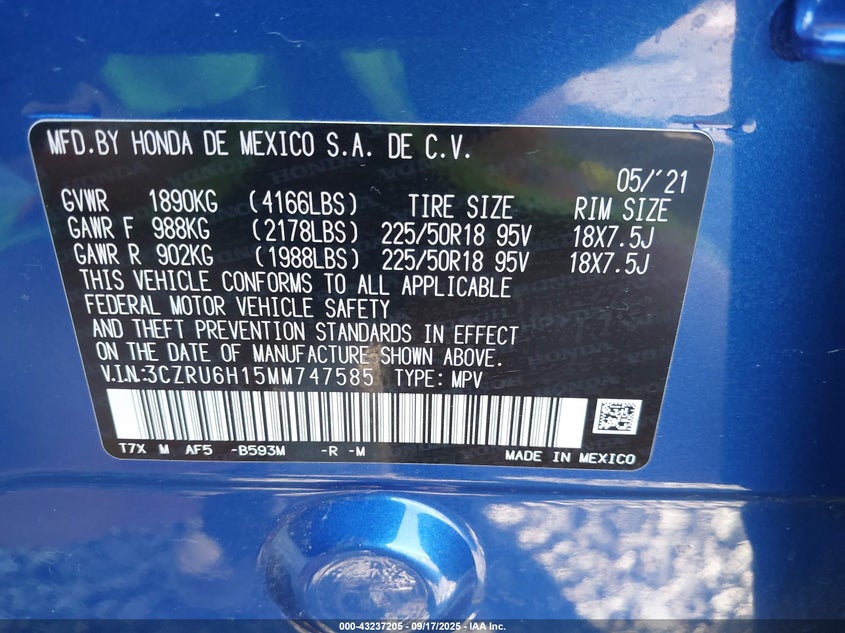 MFD.BY HONDA DE MEXICO S.A. DE C.V.
05/'21
GVWR 1890KG (4166LBS) TIRE SIZE RIM SIZE
GAWR F 988KG (2178LBS) 225/50R18 95V 18X7.5J
GAWR R 902KG (1988LBS) 225/50R18 95V 18X7.5J
THIS VEHICLE CONFORMS TO ALL APPLICABLE
FEDERAL MOTOR VEHICLE SAFETY
AND THEFT PREVENTION STANDARDS IN EFFECT
ON THE DATE OF MANUFACTURE SHOWN ABOVE.
V.I.N.:3CZRU6H15MM747585 TYPE: MPV
T7X M AF5 -B593M -R -M
MADE IN MEXICO
000-43237205 - 09/17/2025 - IAA Inc.